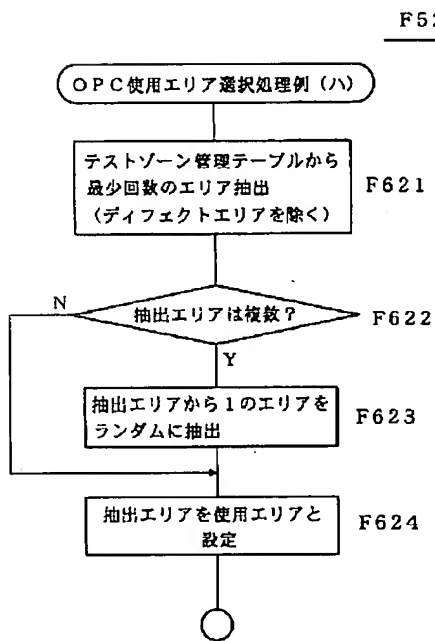 F52
OPC使用エリア選択処理例(ハ)
テストゾーン管理テーブルから
最少回数のエリア抽出
(ディフェクトエリアを除く)
F621
N
抽出エリアは複数?
F622
Y
抽出エリアから1のエリアを
ランダムに抽出
F623
抽出エリアを使用エリアと
設定
F624